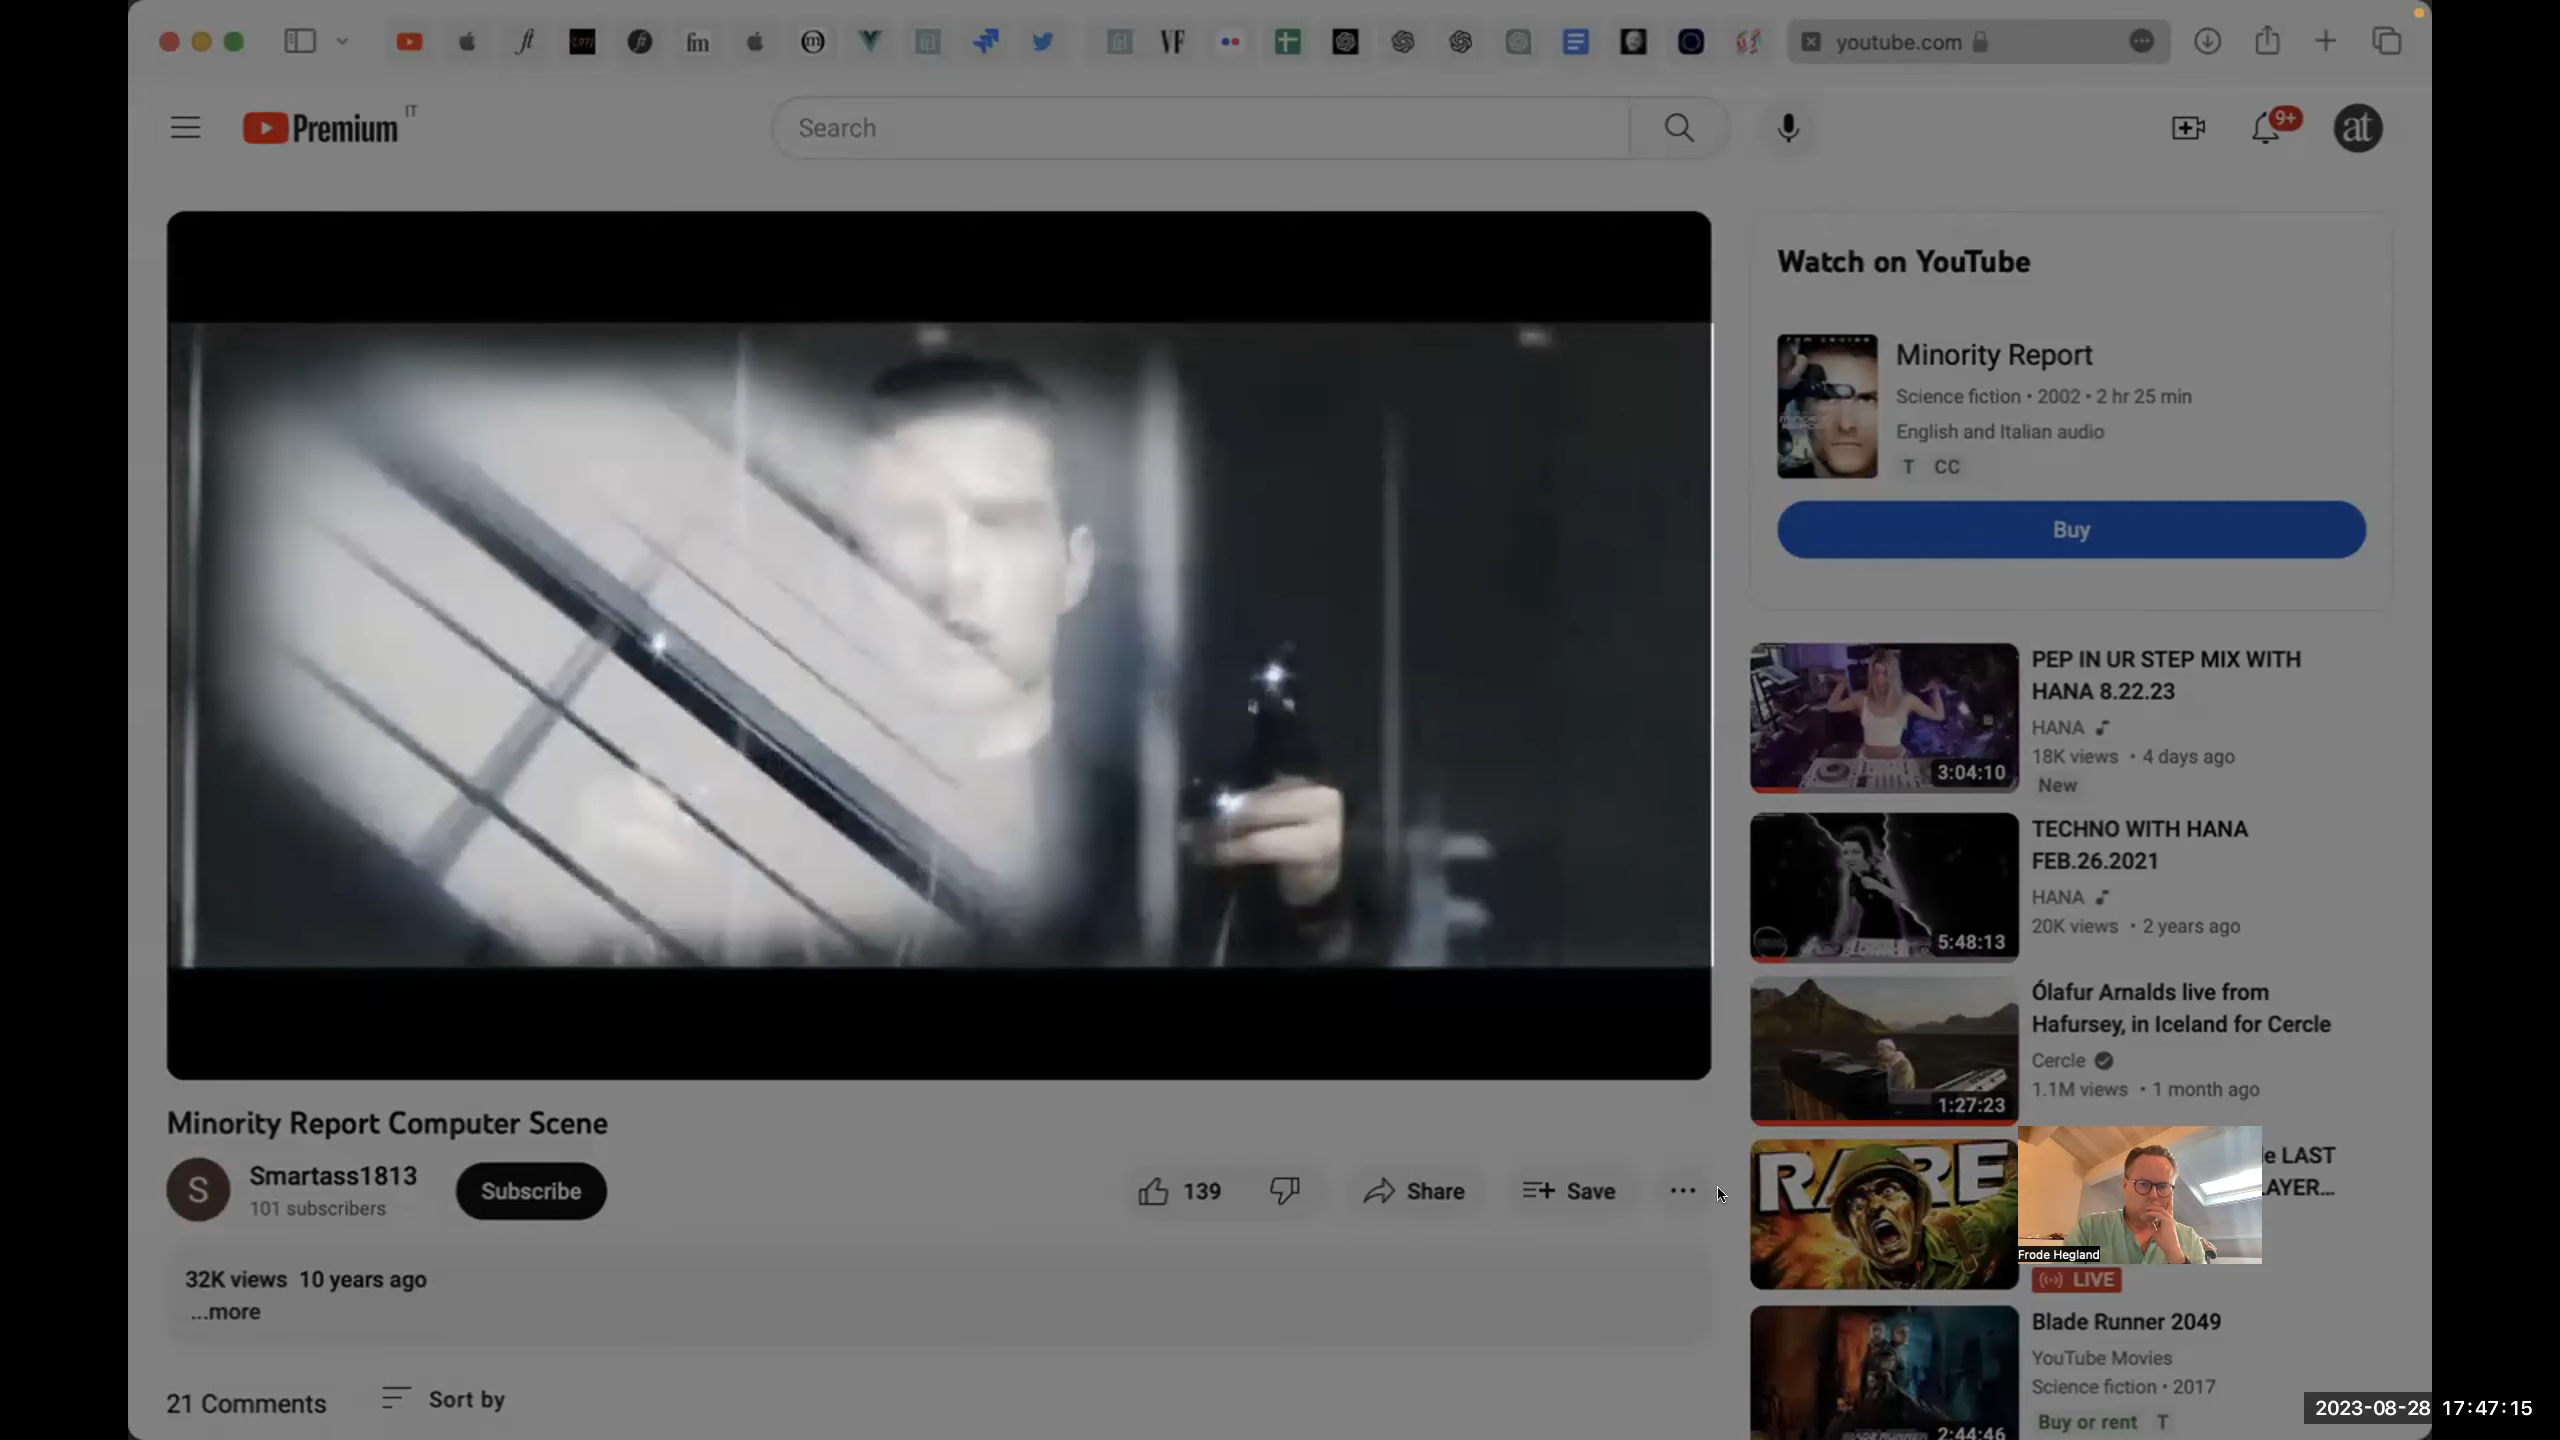 youtube.com
Premium IT
Search
9+
at
Watch on YouTube
Minority Report
Science fiction • 2002 • 2 hr 25 min
English and Italian audio
T CC
Buy
PEP IN UR STEP MIX WITH
HANA 8.22.23
HANA
18K views • 4 days ago
New
3:04:10
TECHNO WITH HANA
FEB.26.2021
HANA
20K views • 2 years ago
5:48:13
Ólafur Arnalds live from
Hafursey, in Iceland for Cercle
Cercle
1.1M views • 1 month ago
1:27:23
RARE
e LAST
AYER...
Frode Hegland
LIVE
Blade Runner 2049
YouTube Movies
Science fiction • 2017
Buy or rent T
2:44:46
Minority Report Computer Scene
S
Smartass1813
101 subscribers
Subscribe
139
Share
Save
32K views 10 years ago
...more
21 Comments
Sort by
2023-08-28 17:47:15